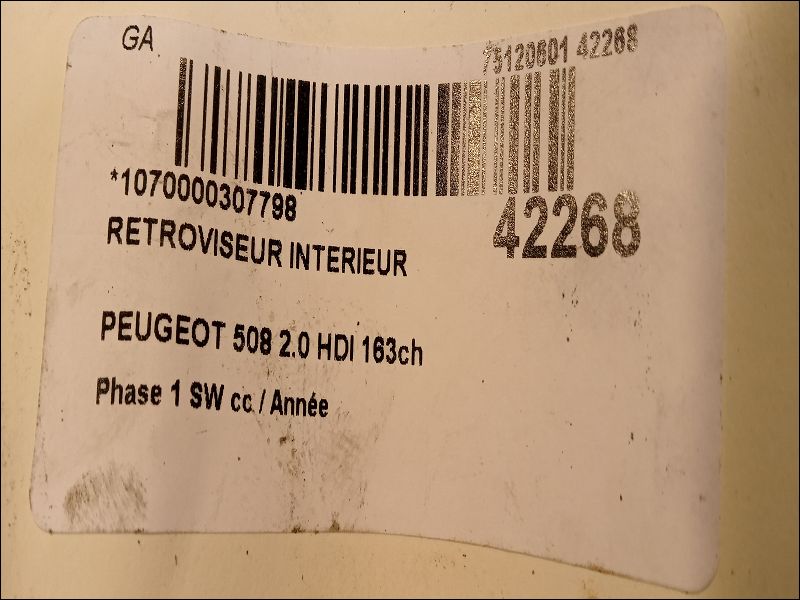 GA
75120601 42268
*1070000307798
42268
RETROVISEUR INTERIEUR
PEUGEOT 508 2.0 HDI 163ch
Phase 1 SW cc / Année